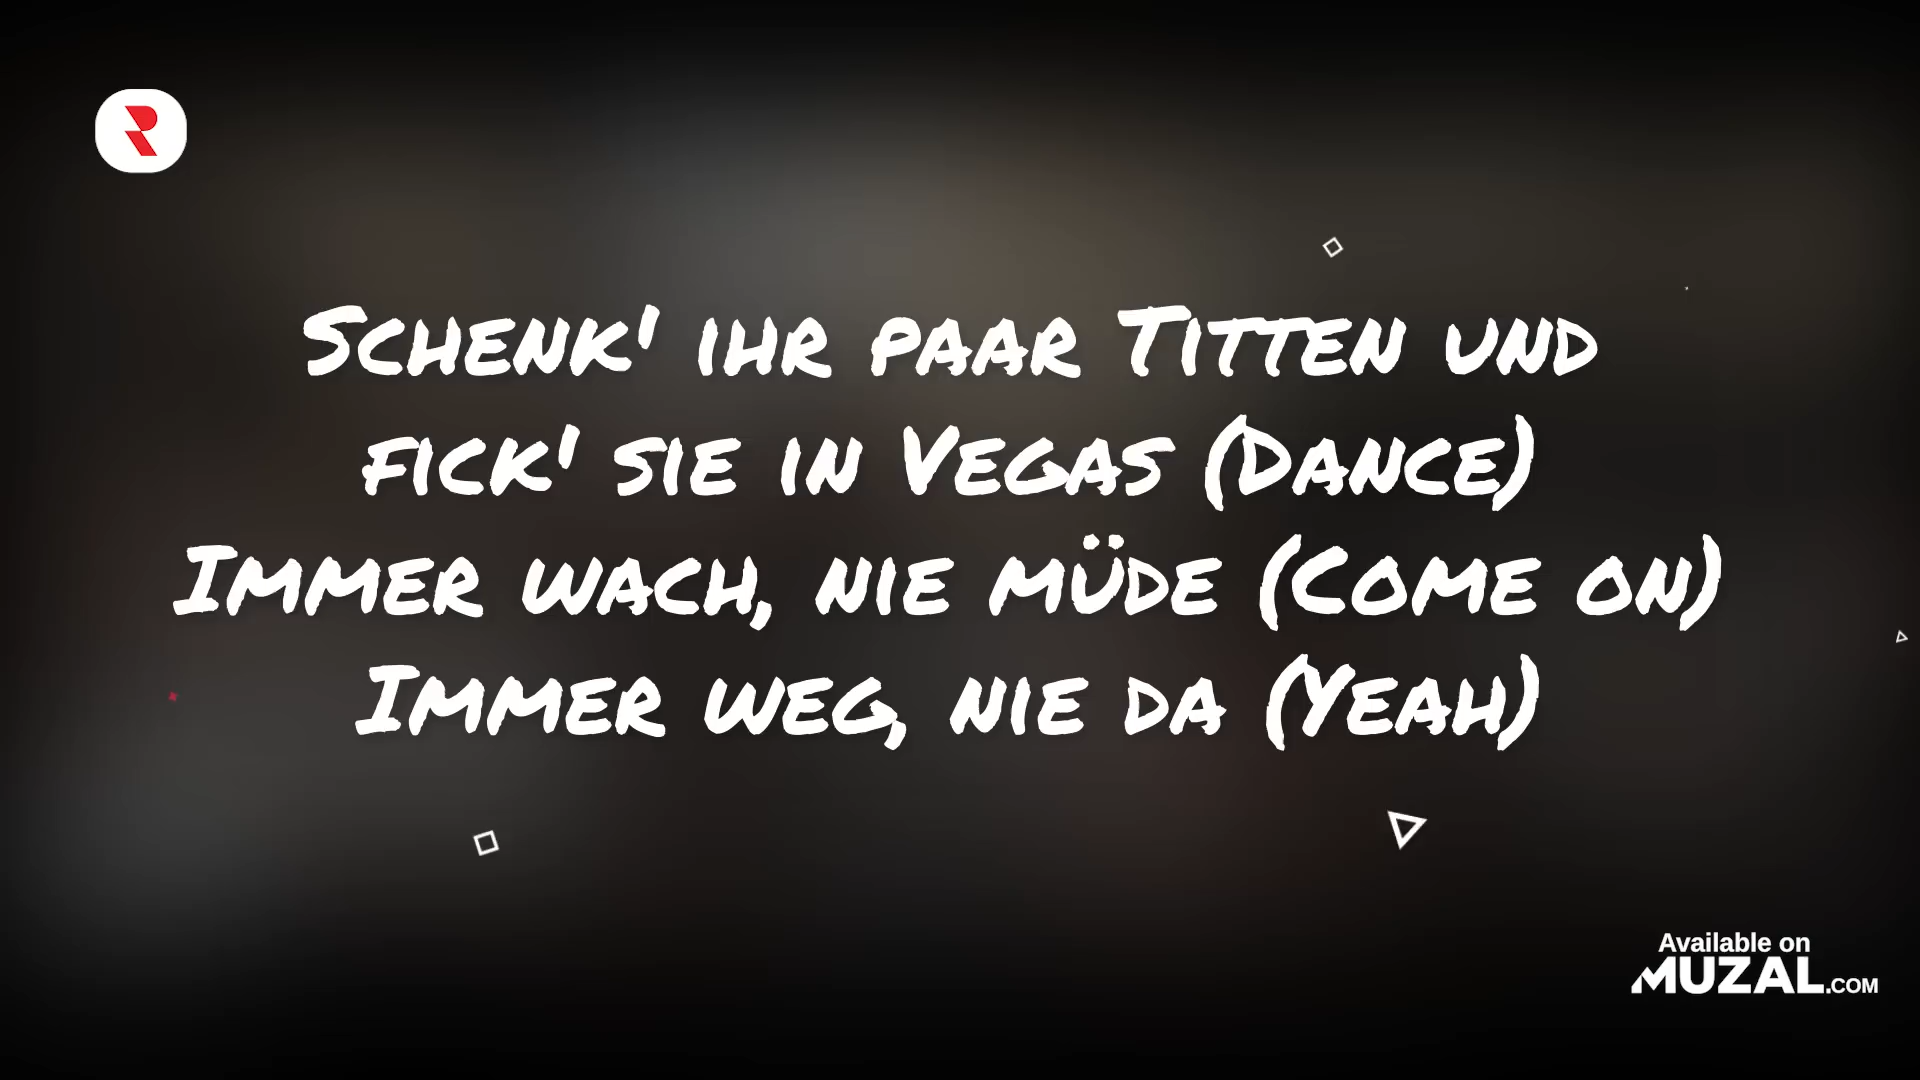 Schenk' ihr paar Titten und
fick' sie in Vegas (Dance)
Immer wach, nie müde (Come on)
Immer weg, nie da (Yeah)
Available on
MUZAL.COM